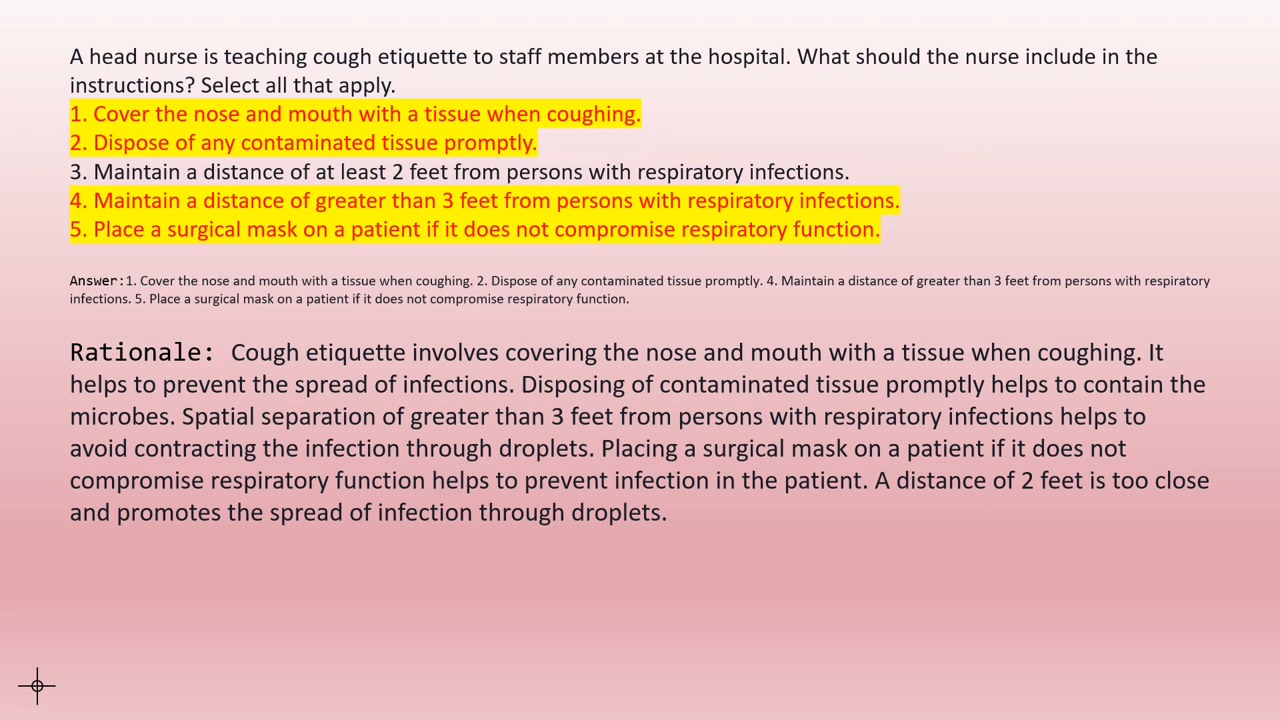 A head nurse is teaching cough etiquette to staff members at the hospital. What should the nurse include in the
instructions? Select all that apply.
1. Cover the nose and mouth with a tissue when coughing.
2. Dispose of any contaminated tissue promptly.
3. Maintain a distance of at least 2 feet from persons with respiratory infections.
4. Maintain a distance of greater than 3 feet from persons with respiratory infections.
5. Place a surgical mask on a patient if it does not compromise respiratory function.
Answer:1. Cover the nose and mouth with a tissue when coughing. 2. Dispose of any contaminated tissue promptly. 4. Maintain a distance of greater than 3 feet from persons with respiratory
infections. 5. Place a surgical mask on a patient if it does not compromise respiratory function.
Rationale: Cough etiquette involves covering the nose and mouth with a tissue when coughing. It
helps to prevent the spread of infections. Disposing of contaminated tissue promptly helps to contain the
microbes. Spatial separation of greater than 3 feet from persons with respiratory infections helps to
avoid contracting the infection through droplets. Placing a surgical mask on a patient if it does not
compromise respiratory function helps to prevent infection in the patient. A distance of 2 feet is too close
and promotes the spread of infection through droplets.